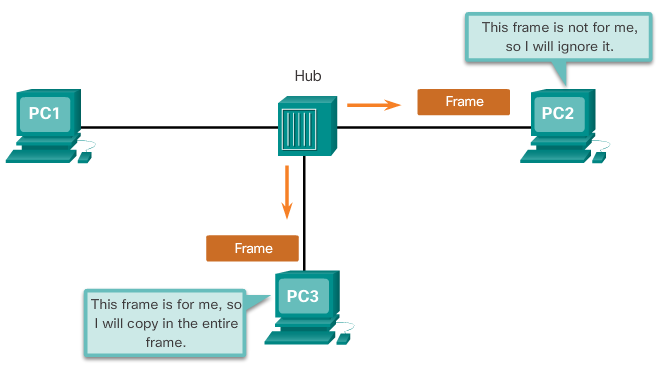 This frame is not for me,
so I will ignore it.
Hub
Frame
PC1
PC2
Frame
PC3
This frame is for me, so
I will copy in the entire
frame.